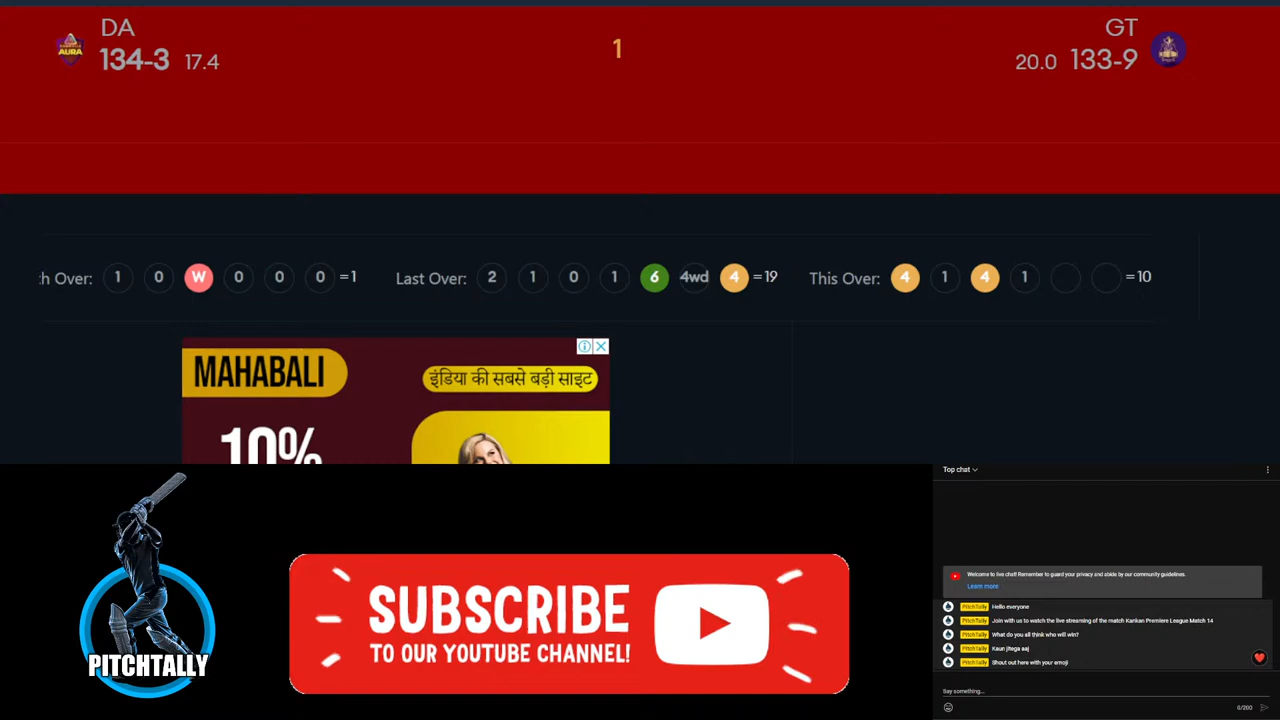 DA
134-3 17.4
AURA
1
GT
20.0 133-9
h Over: 1 0 W 0 0 0 0 =1
Last Over: 2 1 0 1 6 4wd 4 =19
This Over: 4 1 4 1 =10
MAHABALI
इंडिया की सबसे बड़ी साइट
10%
PITCHTALLY
SUBSCRIBE
TO OUR YOUTUBE CHANNEL!
Top chat
Welcome to live chat! Remember to guard your privacy and abide by our community guidelines.
Learn more
PitchTally Hello everyone
PitchTally Join with us to watch the live streaming of the match Kankan Premiere League Match 14
PitchTally What do you all think who will win?
PitchTally Kaun jitega aaj
PitchTally Shout out here with your emoji
Say something...
0/200